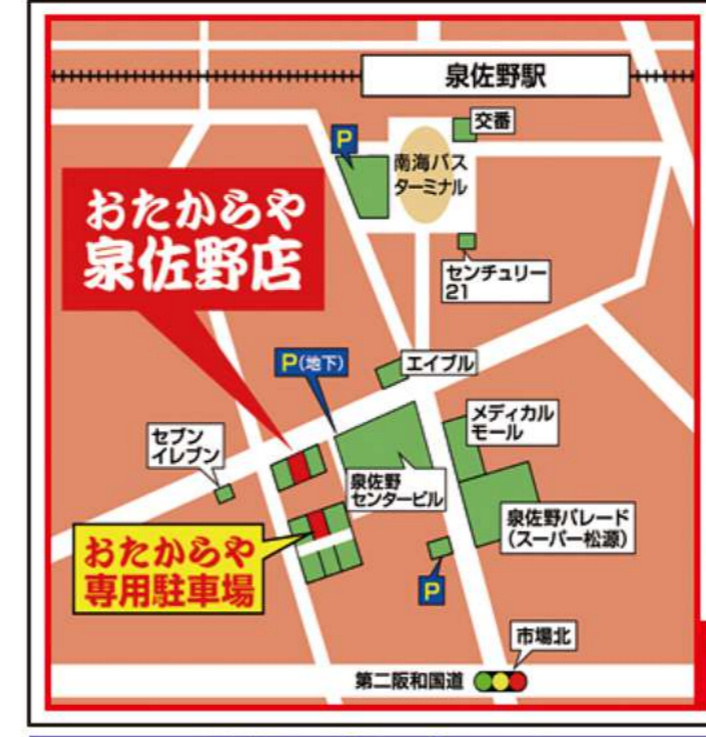 泉佐野駅
交番
P
南海バス
ターミナル
おたからや
泉佐野店
センチュリー
21
P(地下)
エイブル
メディカル
モール
セブン
イレブン
泉佐野
センタービル
泉佐野パレード
(スーパー松源)
おたからや
専用駐車場
P
市場北
第二阪和国道